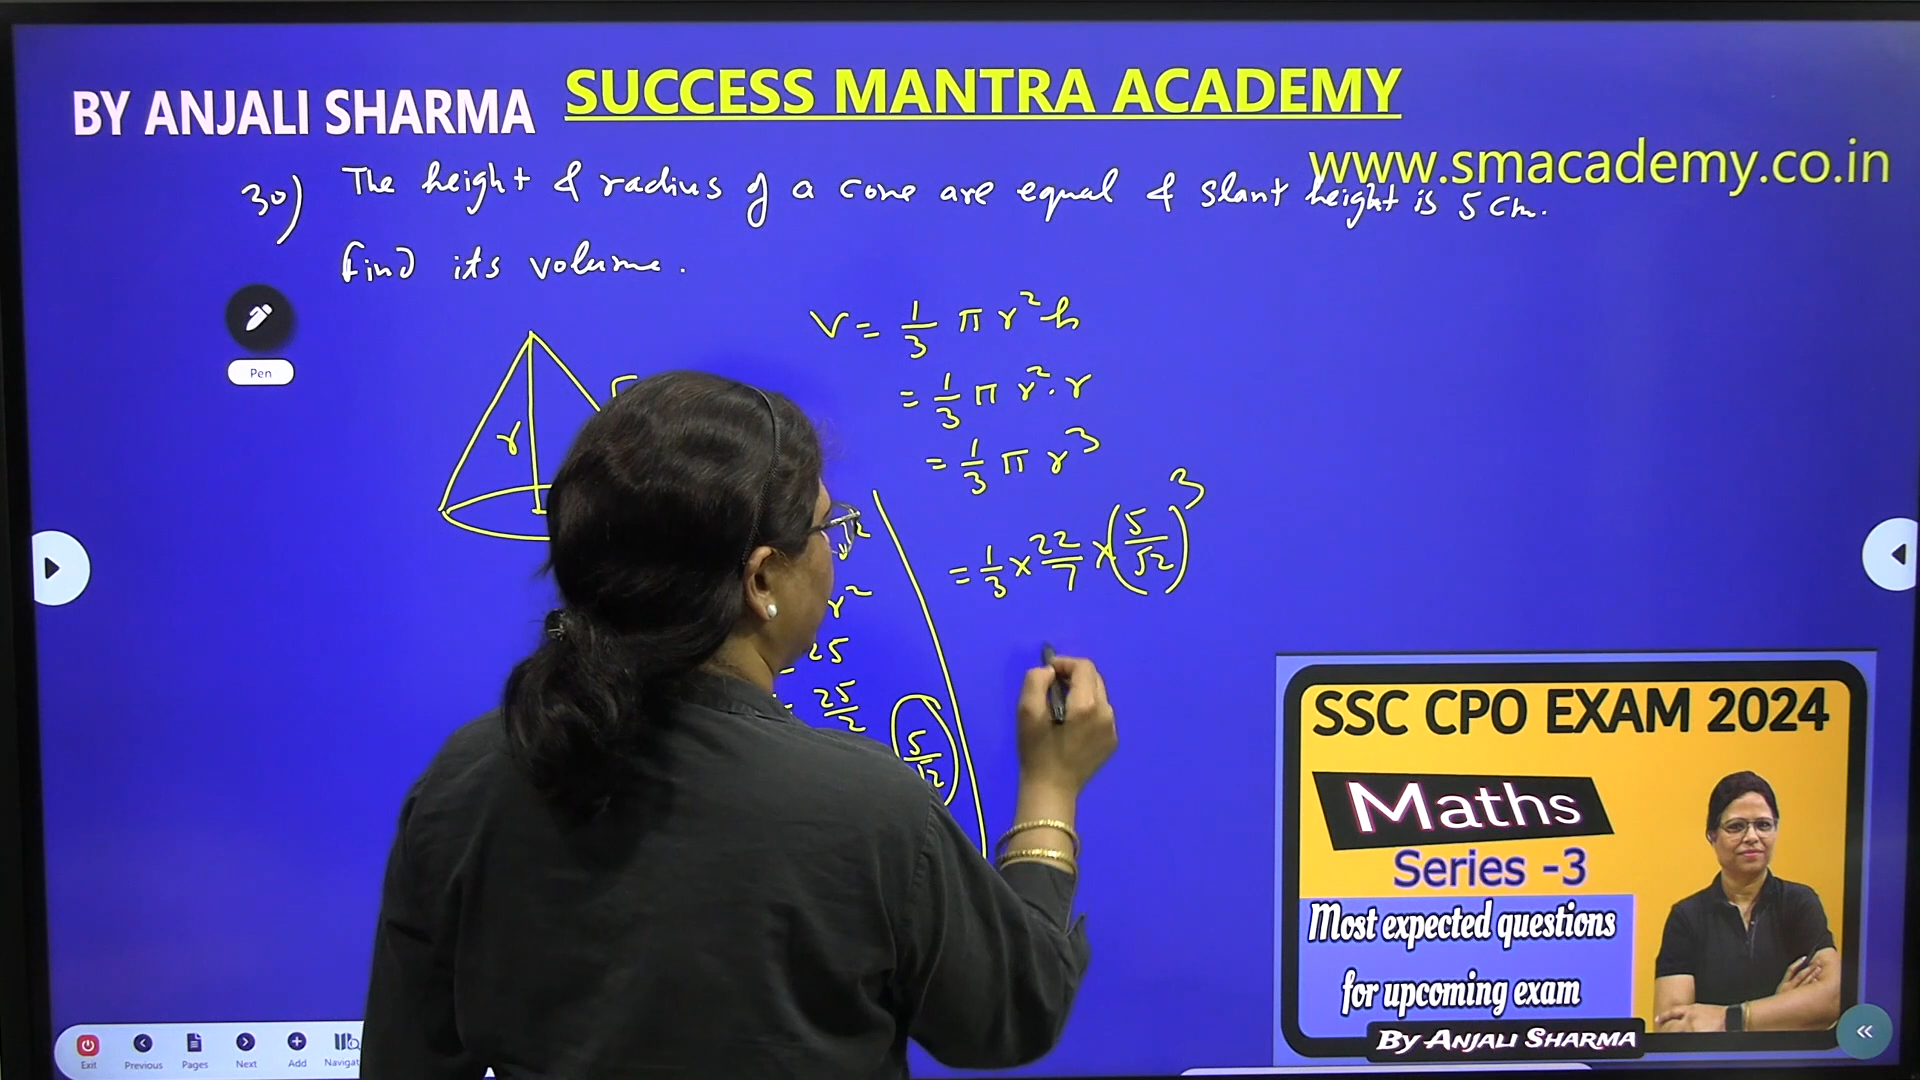 BY ANJALI SHARMA
SUCCESS MANTRA ACADEMY
www.smacademy.co.in
30) The height & radius of a cone are equal & slant height is 5 cm.
Find its volume.
Pen
r
V = 1/3 π r² h
= 1/3 π r² . r
= 1/3 π r³
= 1/3 × 22/7 × (5/√2)³
r²
25
= 25/2
5/√2
SSC CPO EXAM 2024
Maths
Series -3
Most expected questions
for upcoming exam
By Anjali Sharma
Exit
Previous
Pages
Next
Add